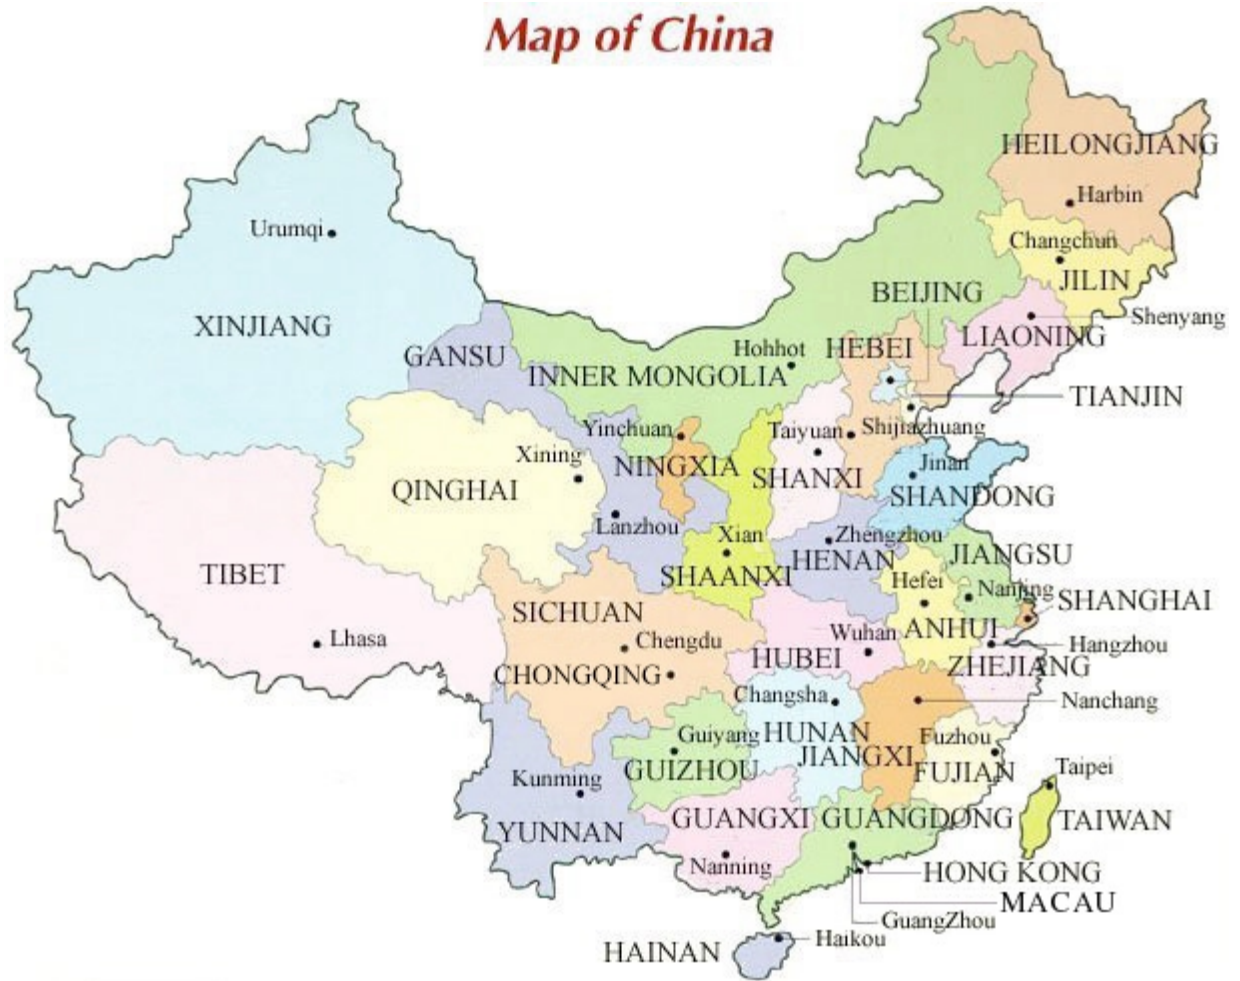 Map of China
HEILONGJIANG
Harbin
Urumqi
Changchun
JILIN
BEIJING
XINJIANG
Shenyang
LIAONING
GANSU
Hohhot
HEBEI
INNER MONGOLIA
TIANJIN
Yinchuan
Taiyuan
Shijiazhuang
Xining
NINGXIA
Jinan
SHANXI
QINGHAI
SHANDONG
Lanzhou
Xian
Zhengzhou
HENAN
JIANGSU
TIBET
SHAANXI
Hefei
Nanjing
SHANGHAI
SICHUAN
ANHUI
Lhasa
Chengdu
Wuhan
Hangzhou
HUBEI
ZHEJIANG
CHONGQING
Changsha
Nanchang
Guiyang
HUNAN
Fuzhou
JIANGXI
GUIZHOU
FUJIAN
Taipei
Kunming
YUNNAN
GUANGXI
GUANGDONG
TAIWAN
Nanning
HONG KONG
MACAU
GuangZhou
Haikou
HAINAN